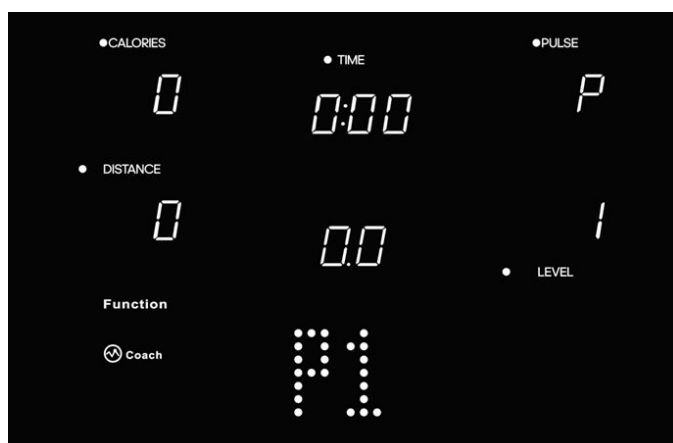 CALORIES
TIME
PULSE
0
0:00
P
DISTANCE
0
0.0
1
LEVEL
Function
Coach
P1